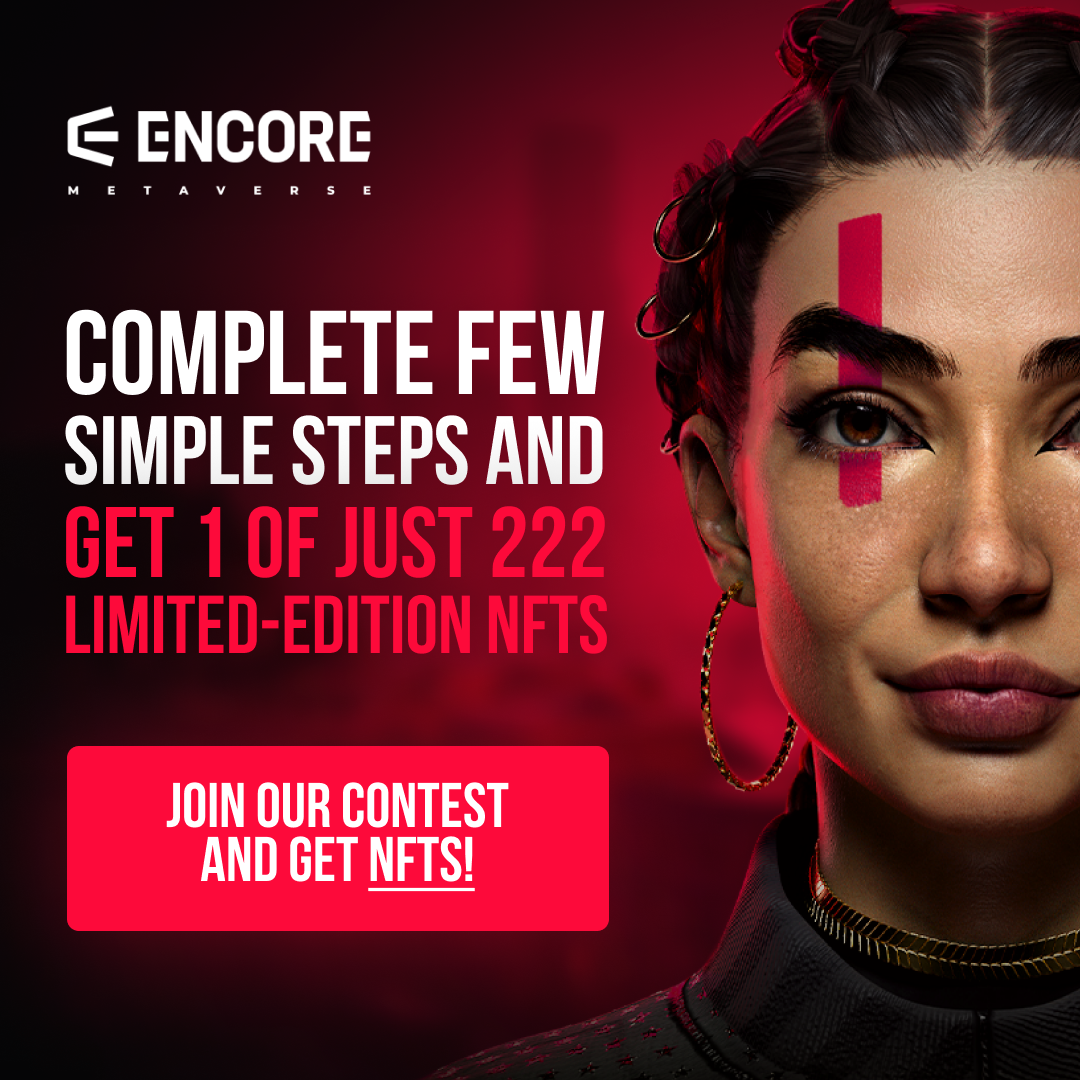 ENCORE
METAVERSE
COMPLETE FEW
SIMPLE STEPS AND
GET 1 OF JUST 222
LIMITED-EDITION NFTS
JOIN OUR CONTEST
AND GET NFTS!